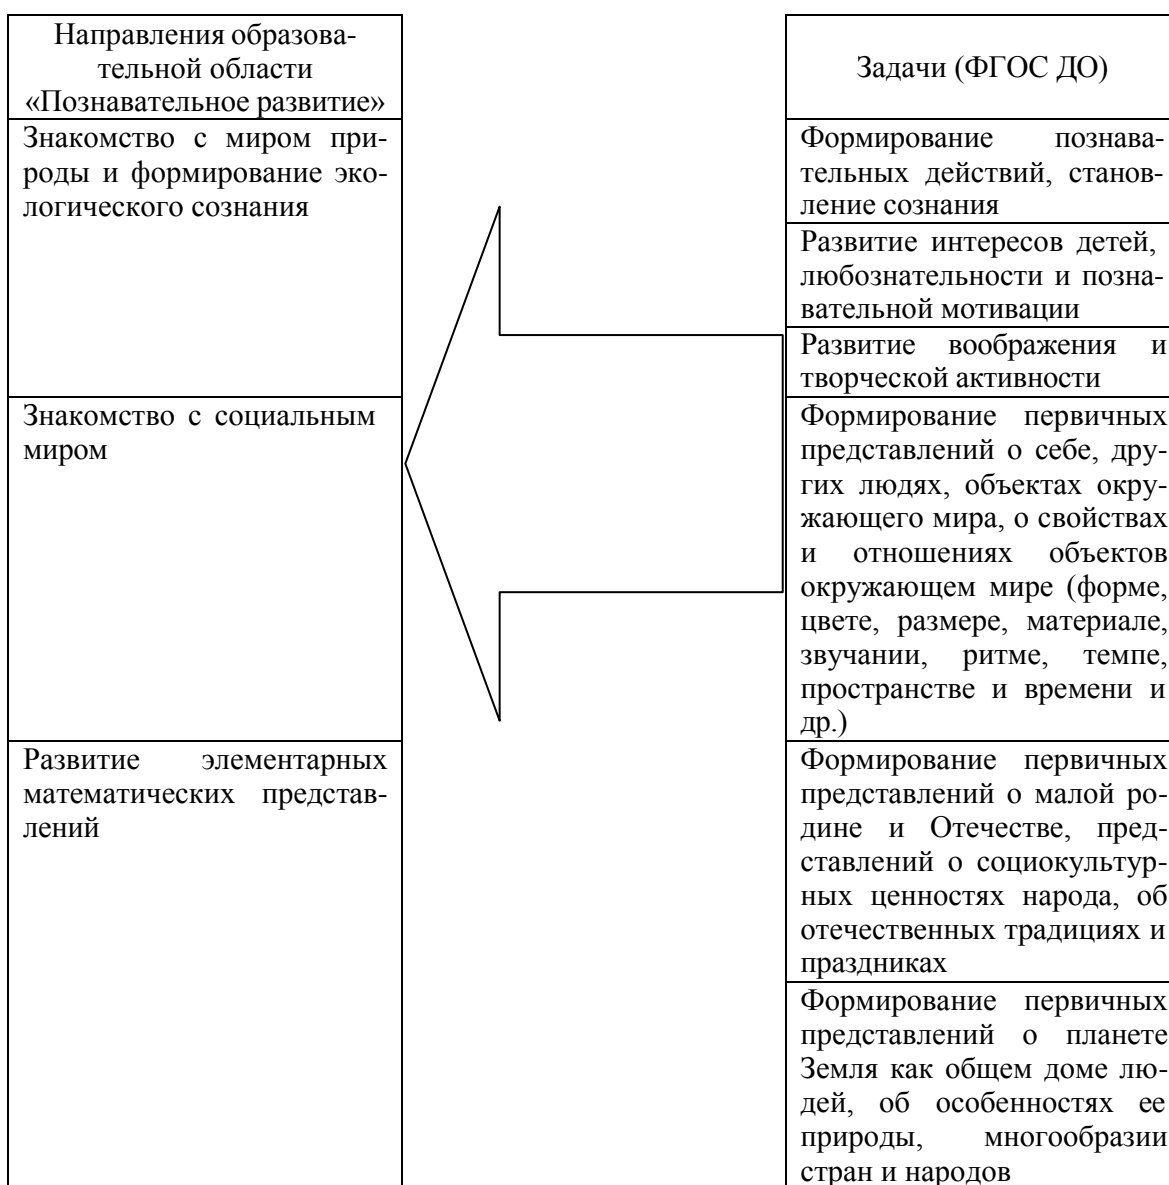 Направления образова-
тельной области
«Познавательное развитие»
Знакомство с миром при-
роды и формирование эко-
логического сознания
Знакомство с социальным
миром
Развитие элементарных
математических представ-
лений
Задачи (ФГОС ДО)
Формирование познава-
тельных действий, станов-
ление сознания
Развитие интересов детей,
любознательности и позна-
вательной мотивации
Развитие воображения и
творческой активности
Формирование первичных
представлений о себе, дру-
гих людях, объектах окру-
жающего мира, о свойствах
и отношениях объектов
окружающем мире (форме,
цвете, размере, материале,
звучании, ритме, темпе,
пространстве и времени и
др.)
Формирование первичных
представлений о малой ро-
дине и Отечестве, пред-
ставлений о социокультур-
ных ценностях народа, об
отечественных традициях и
праздниках
Формирование первичных
представлений о планете
Земля как общем доме лю-
дей, об особенностях ее
природы, многообразии
стран и народов